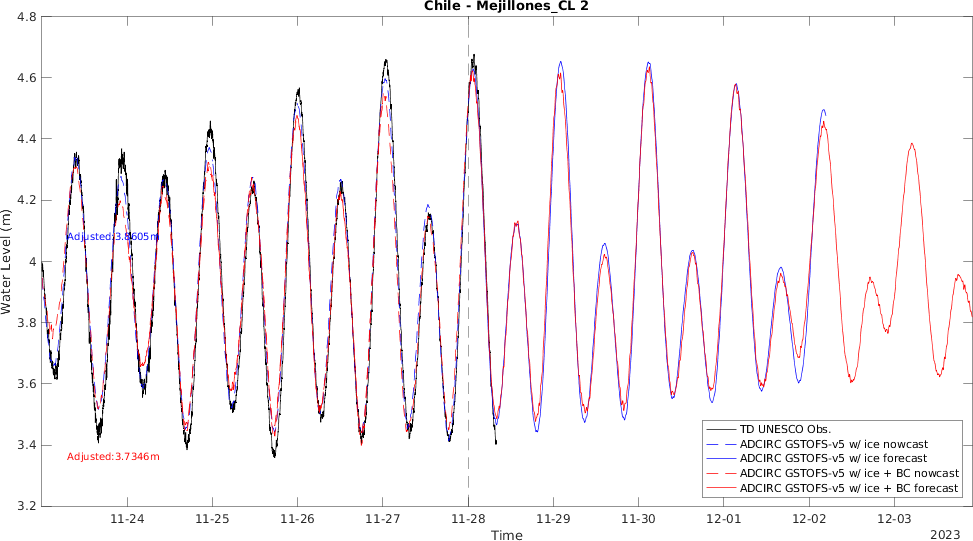 Chile - Mejillones_CL 2
4.8
4.6
4.4
4.2
4
3.8
3.6
3.4
3.2
Water Level (m)
Adjusted:3.8605m
Adjusted:3.7346m
TD UNESCO Obs.
ADCIRC GSTOFS-v5 w/ ice nowcast
ADCIRC GSTOFS-v5 w/ ice forecast
ADCIRC GSTOFS-v5 w/ ice + BC nowcast
ADCIRC GSTOFS-v5 w/ ice + BC forecast
11-24 11-25 11-26 11-27 11-28 11-29 11-30 12-01 12-02 12-03
Time
2023